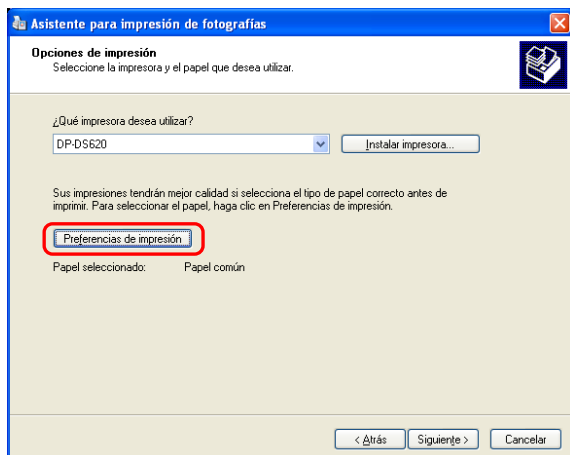 Asistente para impresión de fotografías
Opciones de impresión
Seleccione la impresora y el papel que desea utilizar.
¿Qué impresora desea utilizar?
DP-DS620
Instalar impresora...
Sus impresiones tendrán mejor calidad si selecciona el tipo de papel correcto antes de
imprimir. Para seleccionar el papel, haga clic en Preferencias de impresión.
Preferencias de impresión
Papel seleccionado: Papel común
< Atrás Siguiente > Cancelar